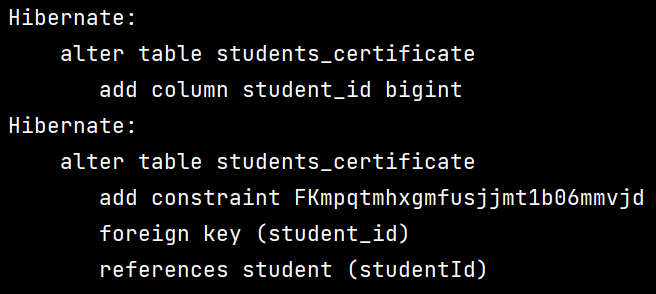 Hibernate:
    alter table students_certificate
       add column student_id bigint
Hibernate:
    alter table students_certificate
       add constraint FKmpqtmhxgmfusjjmt1b06mmvjd
       foreign key (student_id)
       references student (studentId)